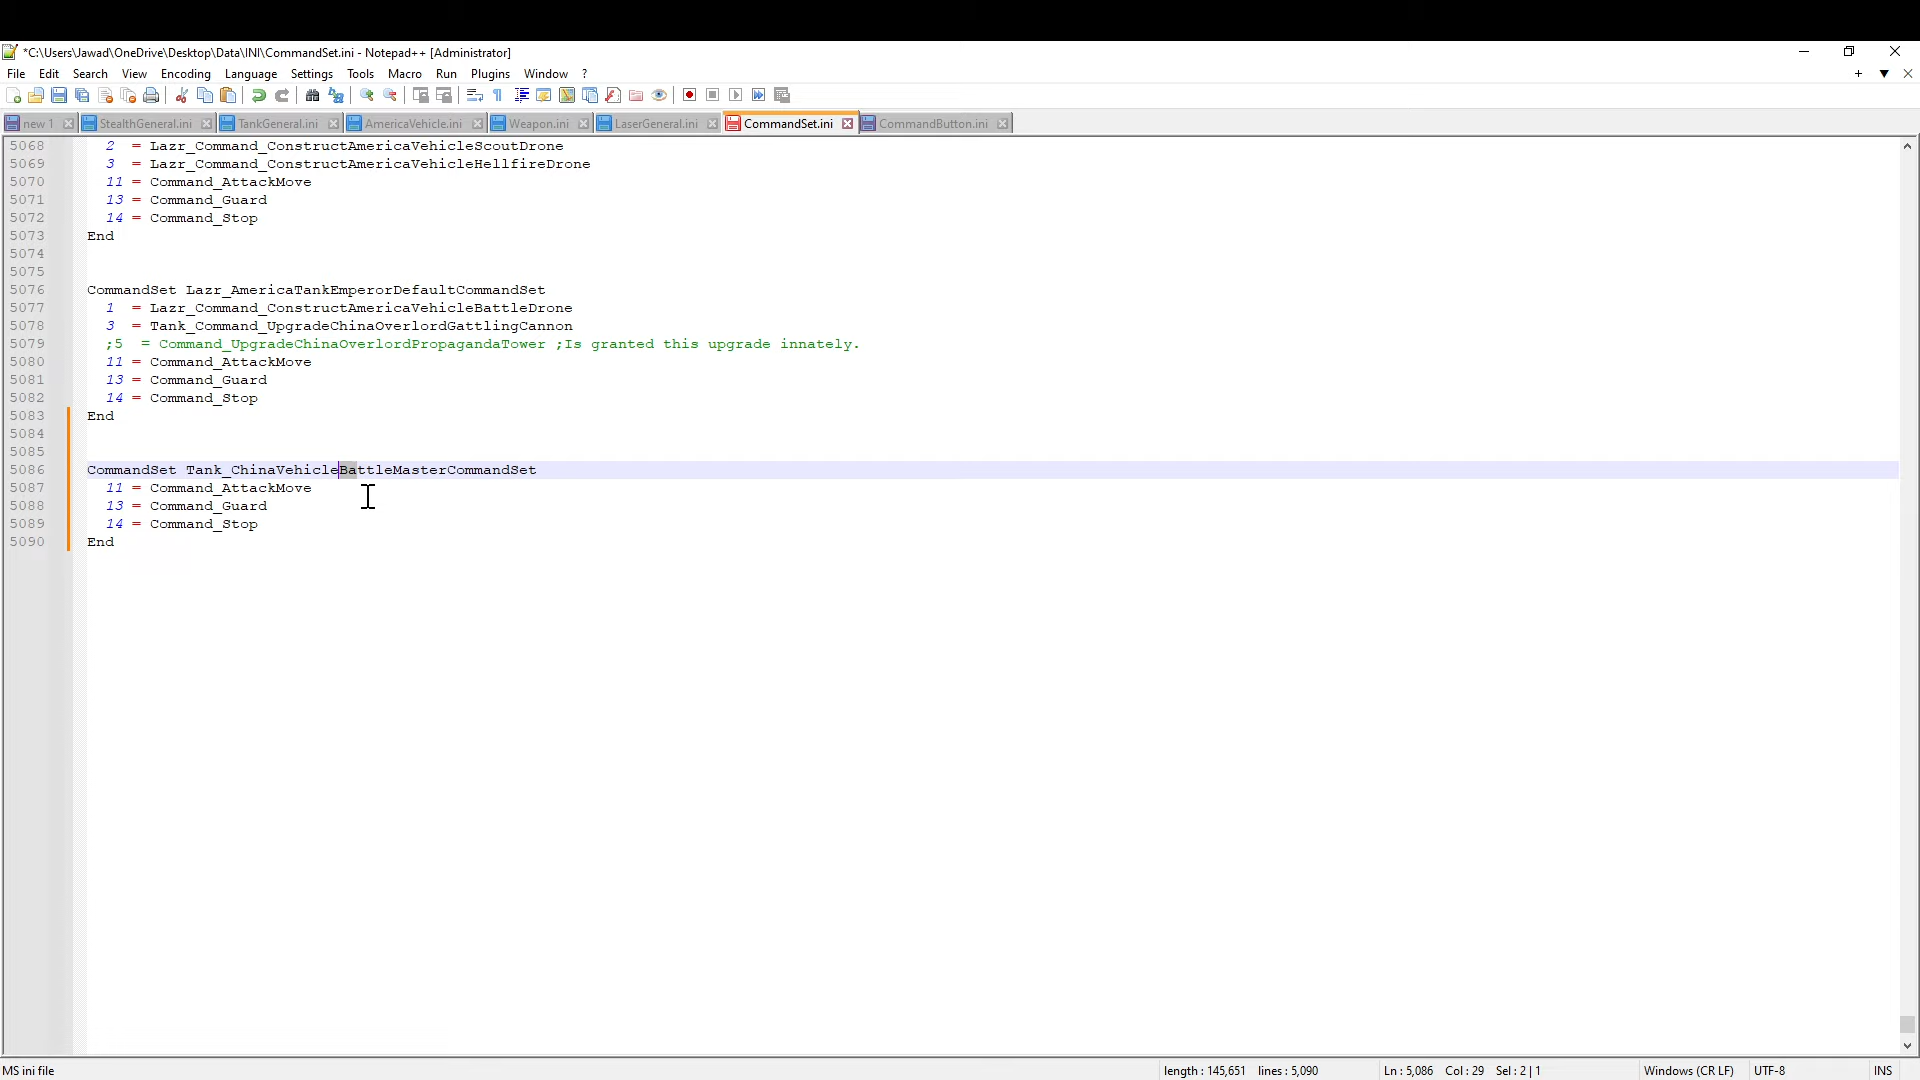 *C:\Users\Jawad\OneDrive\Desktop\Data\INI\CommandSet.ini - Notepad++ [Administrator]
File Edit Search View Encoding Language Settings Tools Macro Run Plugins Window ?
new 1 StealthGeneral.ini TankGeneral.ini AmericaVehicle.ini Weapon.ini LaserGeneral.ini CommandSet.ini CommandButton.ini
5068 2 = Lazr_Command_ConstructAmericaVehicleScoutDrone
5069 3 = Lazr_Command_ConstructAmericaVehicleHellfireDrone
5070 11 = Command_AttackMove
5071 13 = Command_Guard
5072 14 = Command_Stop
5073 End
5074
5075
5076 CommandSet Lazr_AmericaTankEmperorDefaultCommandSet
5077 1 = Lazr_Command_ConstructAmericaVehicleBattleDrone
5078 3 = Tank_Command_UpgradeChinaOverlordGattlingCannon
5079 ;5 = Command_UpgradeChinaOverlordPropagandaTower ;Is granted this upgrade innately.
5080 11 = Command_AttackMove
5081 13 = Command_Guard
5082 14 = Command_Stop
5083 End
5084
5085
5086 CommandSet Tank_ChinaVehicleBattleMasterCommandSet
5087 11 = Command_AttackMove
5088 13 = Command_Guard
5089 14 = Command_Stop
5090 End
MS ini file length : 145,651 lines : 5,090 Ln : 5,086 Col : 29 Sel : 2 | 1 Windows (CR LF) UTF-8 INS